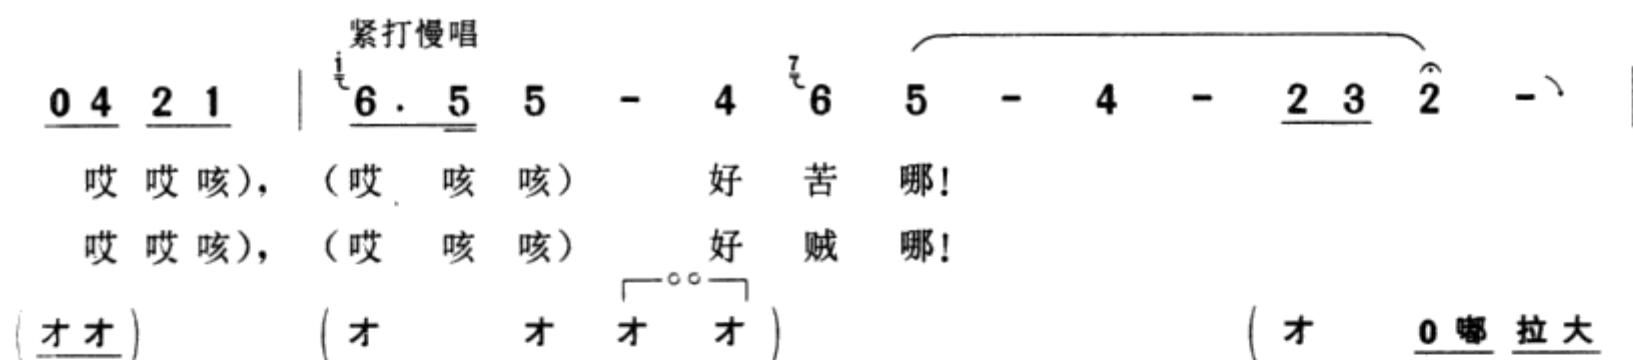 紧打慢唱
i 7
0 4 2 1 | 6 . 5 5 - 4 6 5 - 4 - 2 3 2 - |
哎 哎 咳), (哎 咳 咳) 好 苦 哪!
哎 哎 咳), (哎 咳 咳) 好 贼 哪!
(才 才) (才 才 才 才) (才 0 嘟 拉 大